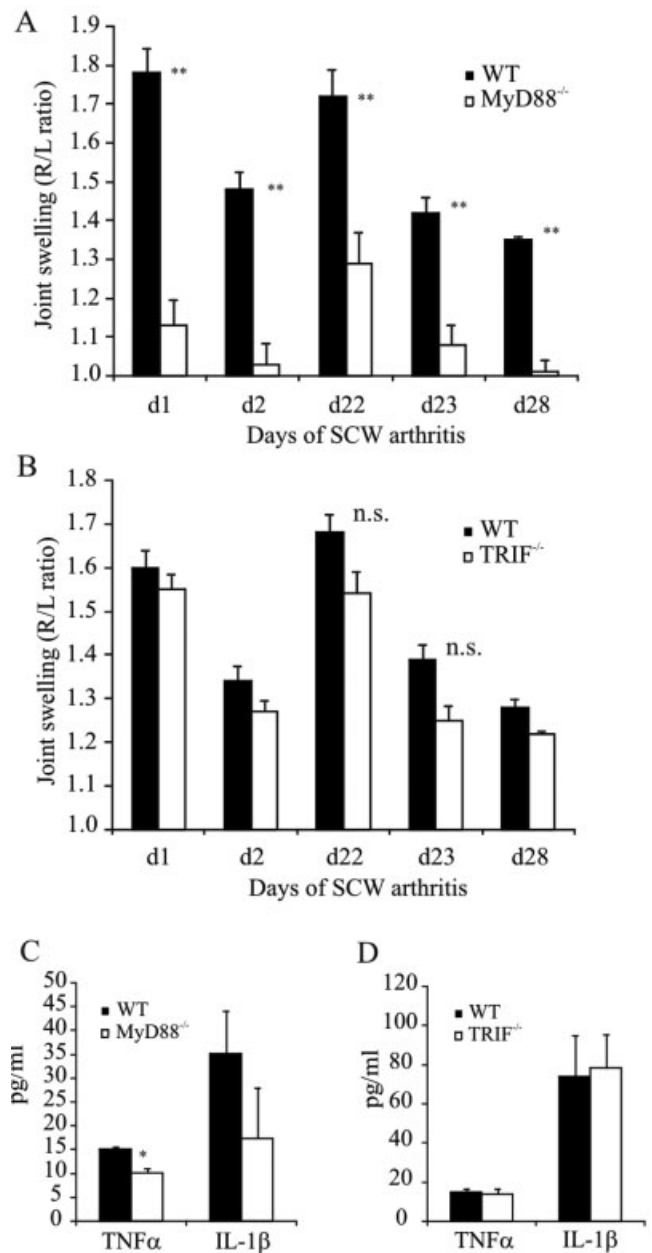 A
Joint swelling (R/L ratio)
1.9
1.8
1.7
1.6
1.5
1.4
1.3
1.2
1.1
1.0
**
**
**
**
**
WT
MyD88-/-
d1 d2 d22 d23 d28
Days of SCW arthritis
B
Joint swelling (R/L ratio)
1.8
1.7
1.6
1.5
1.4
1.3
1.2
1.1
1.0
n.s.
n.s.
WT
TRIF-/-
d1 d2 d22 d23 d28
Days of SCW arthritis
C
pg/ml
50
45
40
35
30
25
20
15
10
5
0
WT
MyD88-/-
*
TNFα IL-1β
D
pg/ml
120
100
80
60
40
20
0
WT
TRIF-/-
TNFα IL-1β